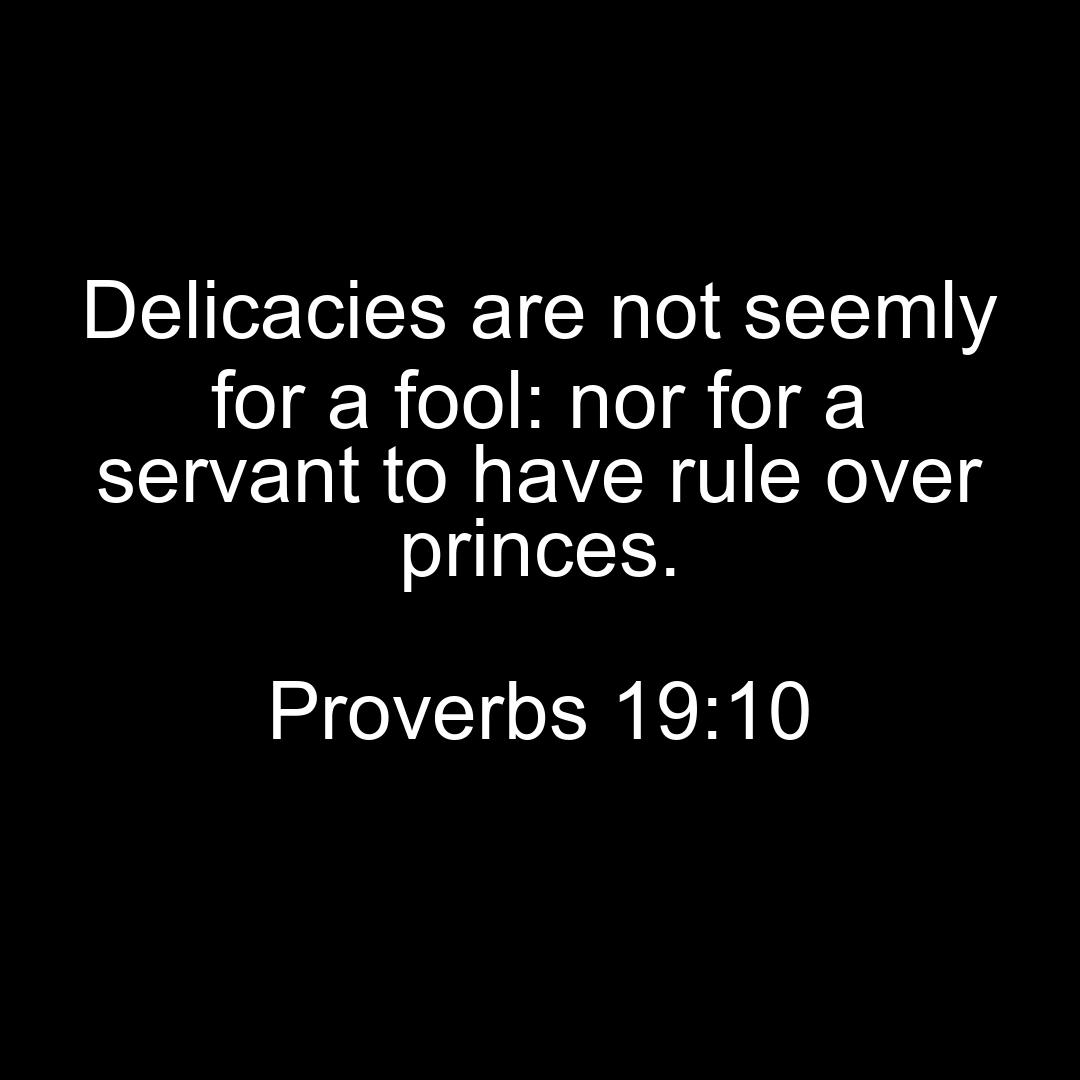 Delicacies are not seemly
for a fool: nor for a
servant to have rule over
princes.
Proverbs 19:10